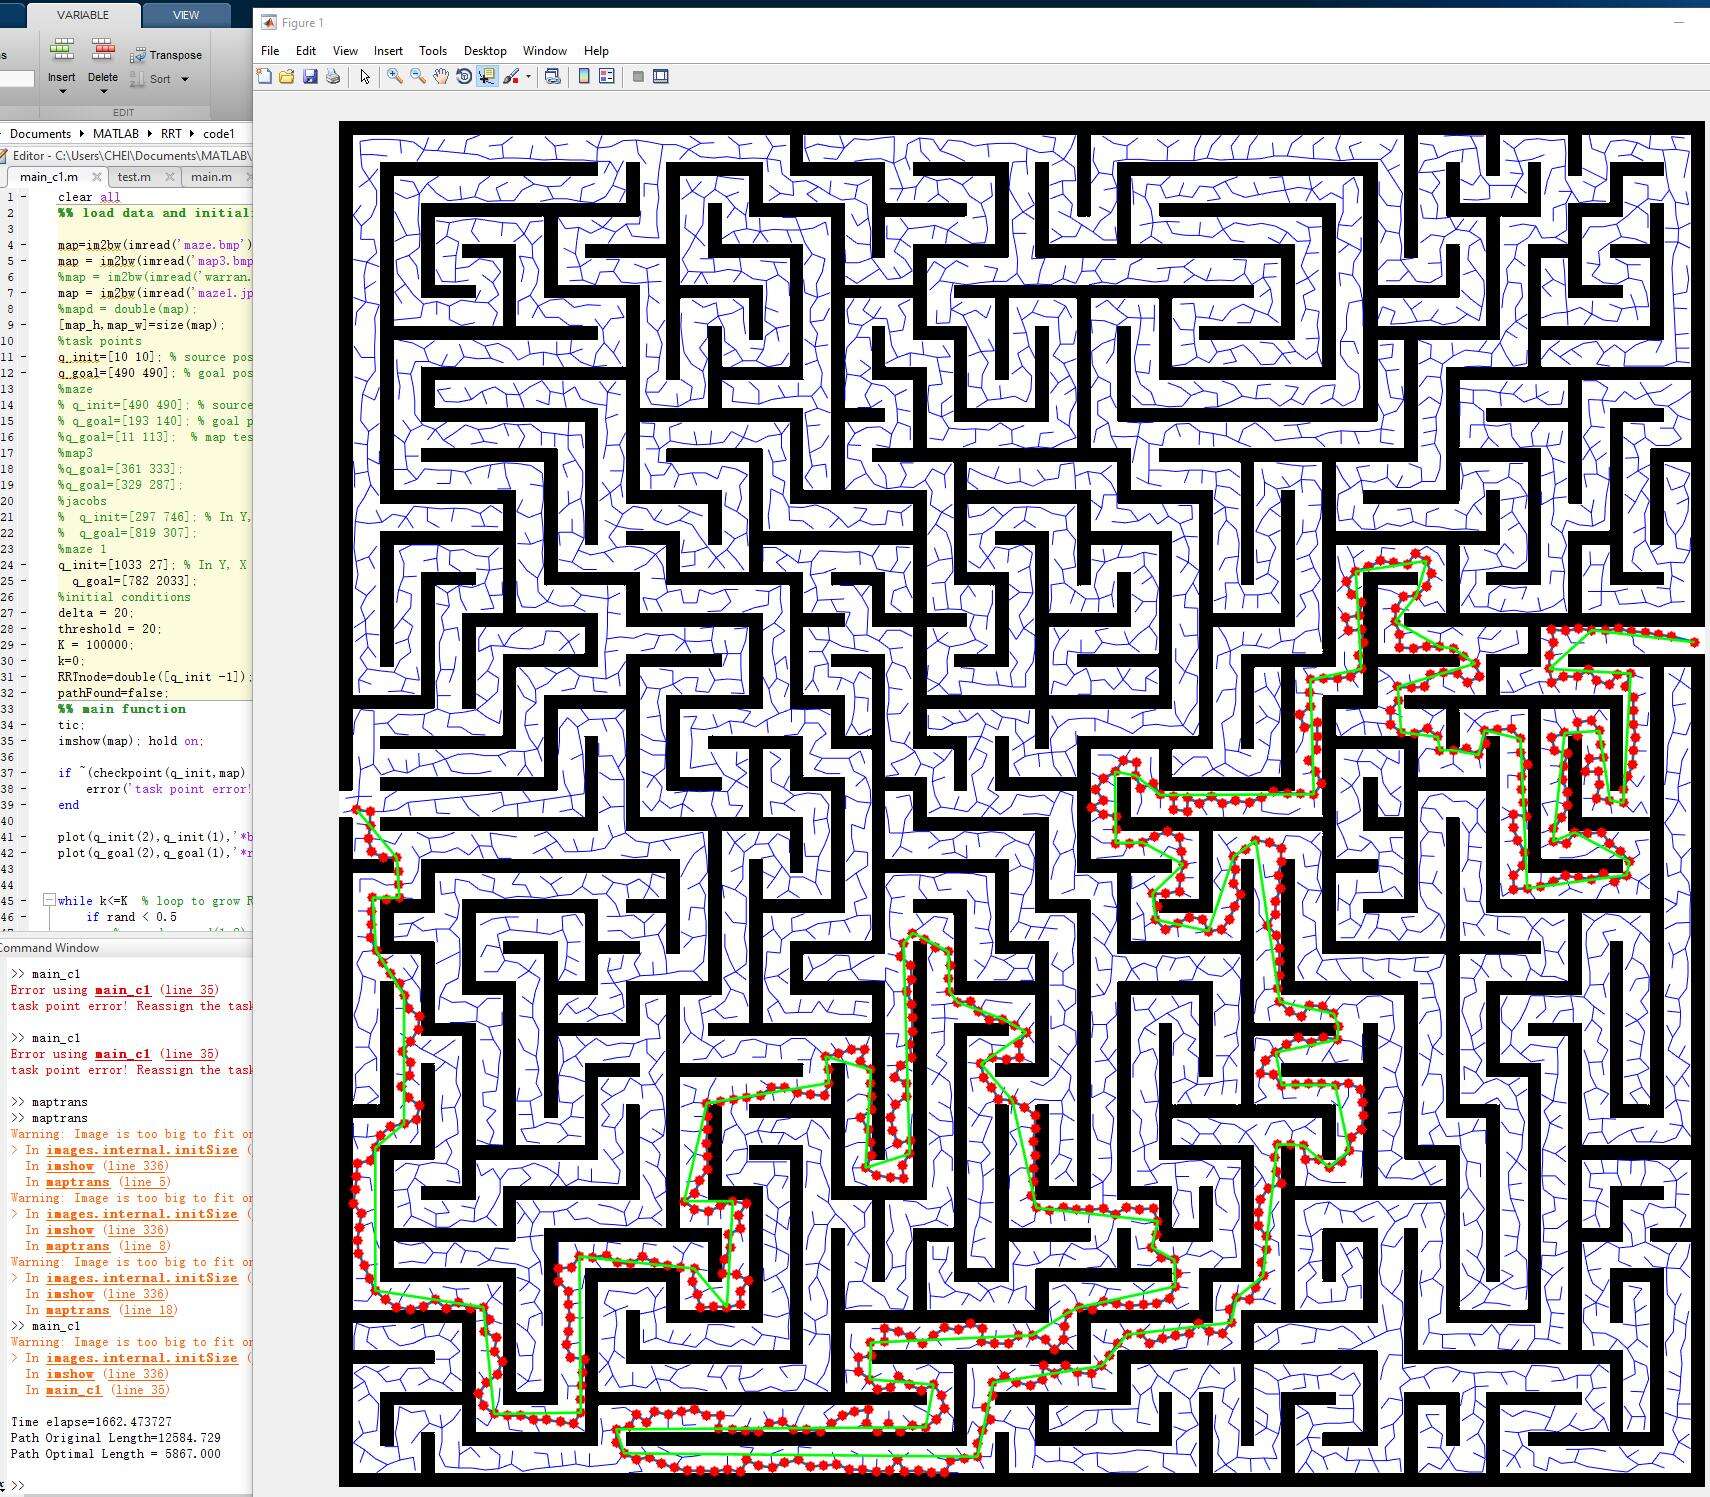 VARIABLE VIEW
Insert Delete Transpose
Sort
EDIT
Documents MATLAB RRT code1
Editor - C:\Users\CHEI\Documents\MATLAB\
main_c1.m test.m main.m
1 clear all
2 %% load data and initiali
3
4 map=im2bw(imread('maze.bmp')
5 map = im2bw(imread('map3.bmp
6 %map = im2bw(imread('warran.
7 map = im2bw(imread('maze1.jp
8 %mapd = double(map);
9 [map_h,map_w]=size(map);
10 %task points
11 q_init=[10 10]; % source pos
12 q_goal=[490 490]; % goal pos
13 %maze
14 % q_init=[490 490]; % source
15 % q_goal=[193 140]; % goal p
16 %q_goal=[11 113]; % map tes
17 %map3
18 %q_goal=[361 333];
19 %q_goal=[329 287];
20 %jacobs
21 % q_init=[297 746]; % In Y,
22 % q_goal=[819 307];
23 %maze 1
24 q_init=[1033 27]; % In Y, X
25 q_goal=[782 2033];
26 %initial conditions
27 delta = 20;
28 threshold = 20;
29 K = 100000;
30 k=0;
31 RRTnode=double([q_init -1]);
32 pathFound=false;
33 %% main function
34 tic;
35 imshow(map); hold on;
36
37 if ~(checkpoint(q_init,map)
38 error('task point error!
39 end
40
41 plot(q_init(2),q_init(1),'*b
42 plot(q_goal(2),q_goal(1),'*r
43
44
45 while k<=K % loop to grow R
46 if rand < 0.5
Command Window
>> main_c1
Error using main_c1 (line 35)
task point error! Reassign the task
>> main_c1
Error using main_c1 (line 35)
task point error! Reassign the task
>> maptrans
>> maptrans
Warning: Image is too big to fit on
> In images.internal.initSize (
In imshow (line 336)
In maptrans (line 5)
Warning: Image is too big to fit on
> In images.internal.initSize (
In imshow (line 336)
In maptrans (line 8)
Warning: Image is too big to fit on
> In images.internal.initSize (
In imshow (line 336)
In maptrans (line 18)
>> main_c1
Warning: Image is too big to fit on
> In images.internal.initSize (
In imshow (line 336)
In main_c1 (line 35)
Time elapse=1662.473727
Path Original Length=12584.729
Path Optimal Length = 5867.000
>>
Figure 1
File Edit View Insert Tools Desktop Window Help